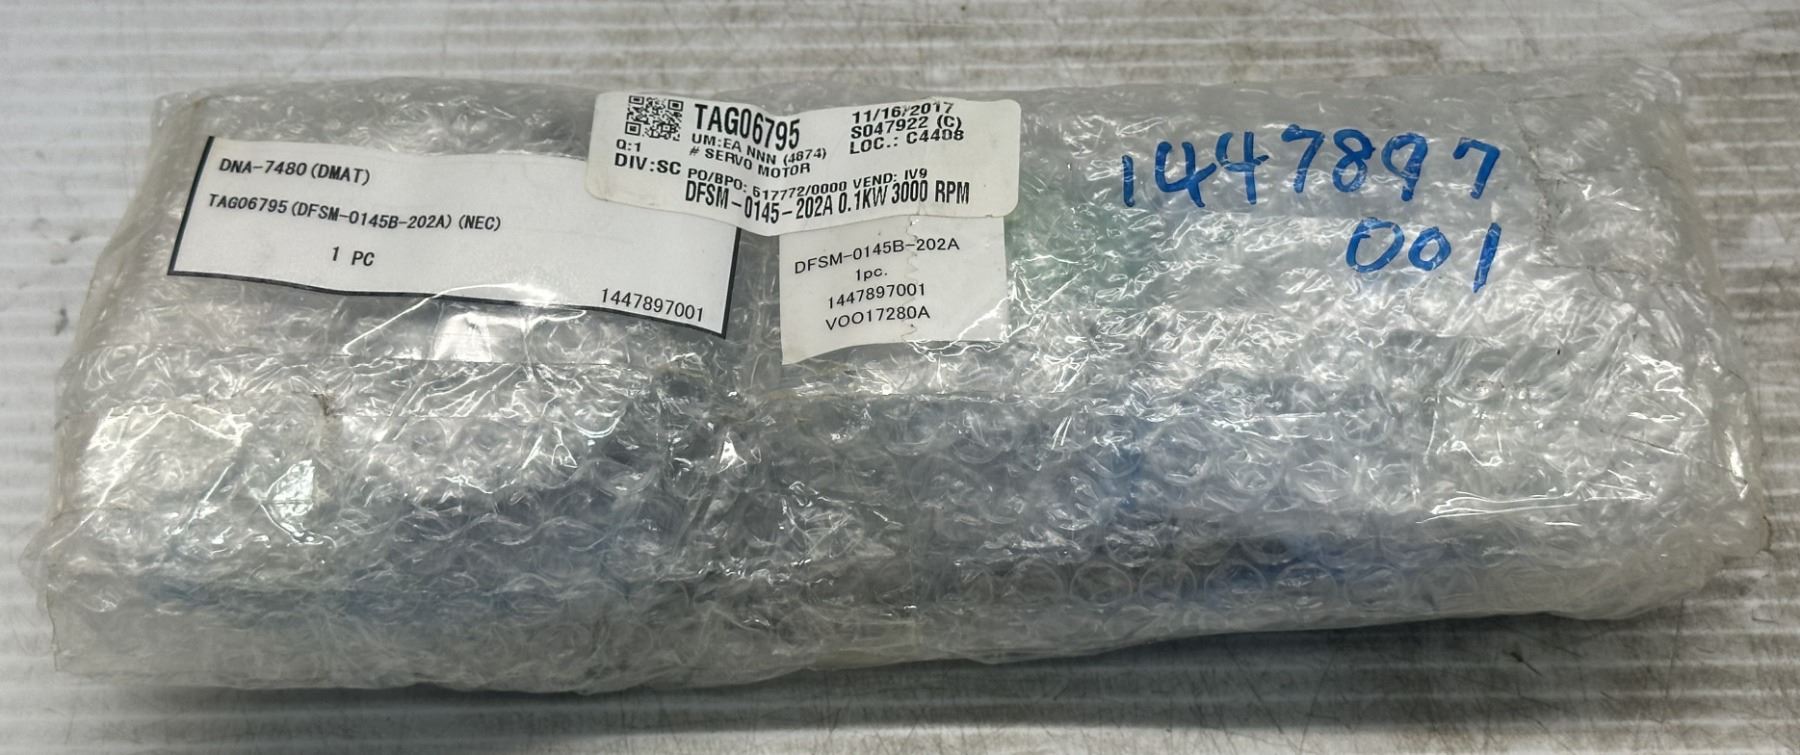 DNA-7480(DMAT)
TAG06795(DFSM-0145B-202A)(NEC)
1 PC
1447897001
TAG06795
UM:EA NNN (4874)
Q:1
# SERVO MOTOR
11/16/2017
S047922 (C)
LOC.: C4408
DIV:SC PO/BPO: 617772/0000 VEND: IV9
DFSM-0145-202A 0.1KW 3000 RPM
DFSM-0145B-202A
1pc.
1447897001
VOO17280A
1447897
001